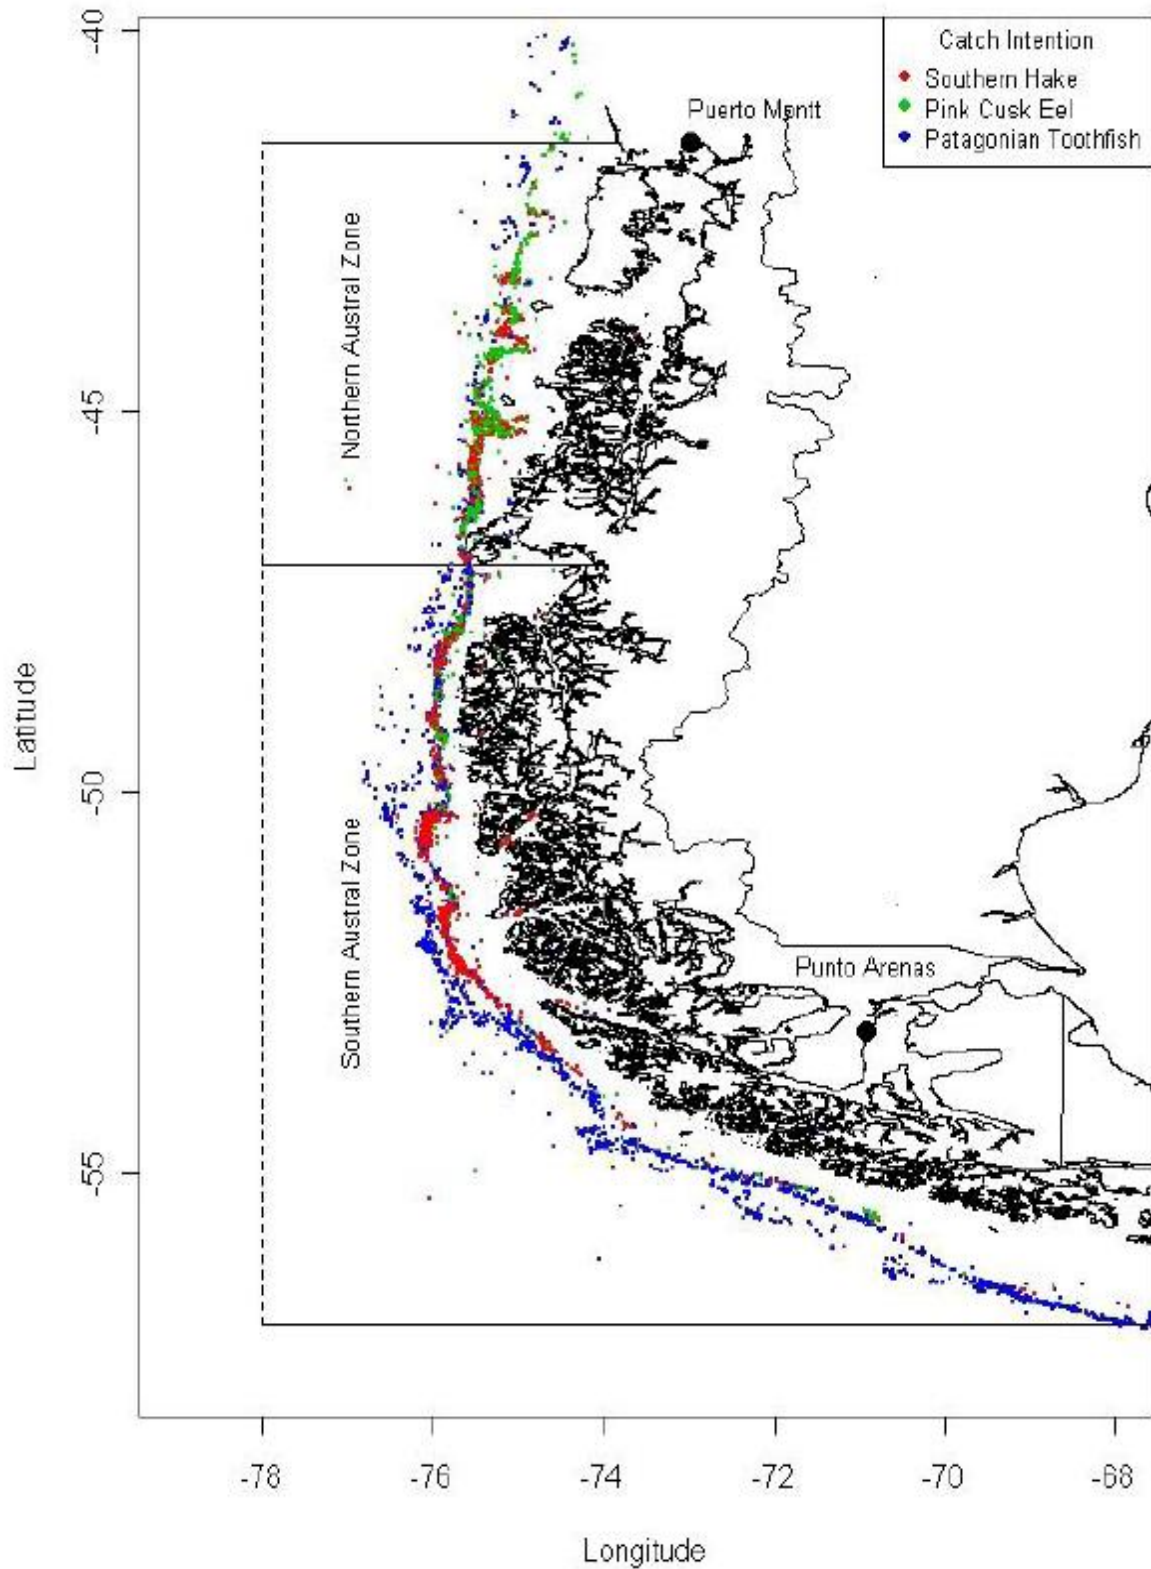 -40
Catch Intention
Southern Hake
Puerto Montt
Pink Cusk Eel
Patagonian Toothfish
Northern Austral Zone
-45
Latitude
-50
Southern Austral Zone
Punto Arenas
-55
-78 -76 -74 -72 -70 -68
Longitude